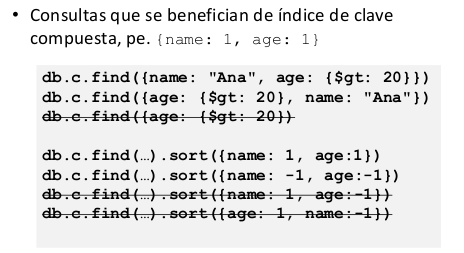 • Consultas que se benefician de índice de clave
compuesta, pe. {name: 1, age: 1}
db.c.find({name: "Ana", age: {$gt: 20}})
db.c.find({age: {$gt: 20}, name: "Ana"})
db.c.find({age: {$gt: 20})
db.c.find(…).sort({name: 1, age:1})
db.c.find(…).sort({name: -1, age:-1})
db.c.find(…).sort({name: 1, age:-1})
db.c.find(…).sort({age: 1, name:-1})